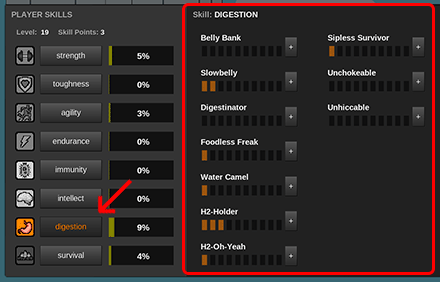 PLAYER SKILLS
Level: 19 Skill Points: 3
strength 5%
toughness 0%
agility 3%
endurance 0%
immunity 0%
intellect 0%
digestion 9%
survival 4%
Skill: DIGESTION
Belly Bank
+
Slowbelly
+
Digestinator
+
Foodless Freak
+
Water Camel
+
H2-Holder
+
H2-Oh-Yeah
+
Sipless Survivor
+
Unchokeable
+
Unhiccable
+